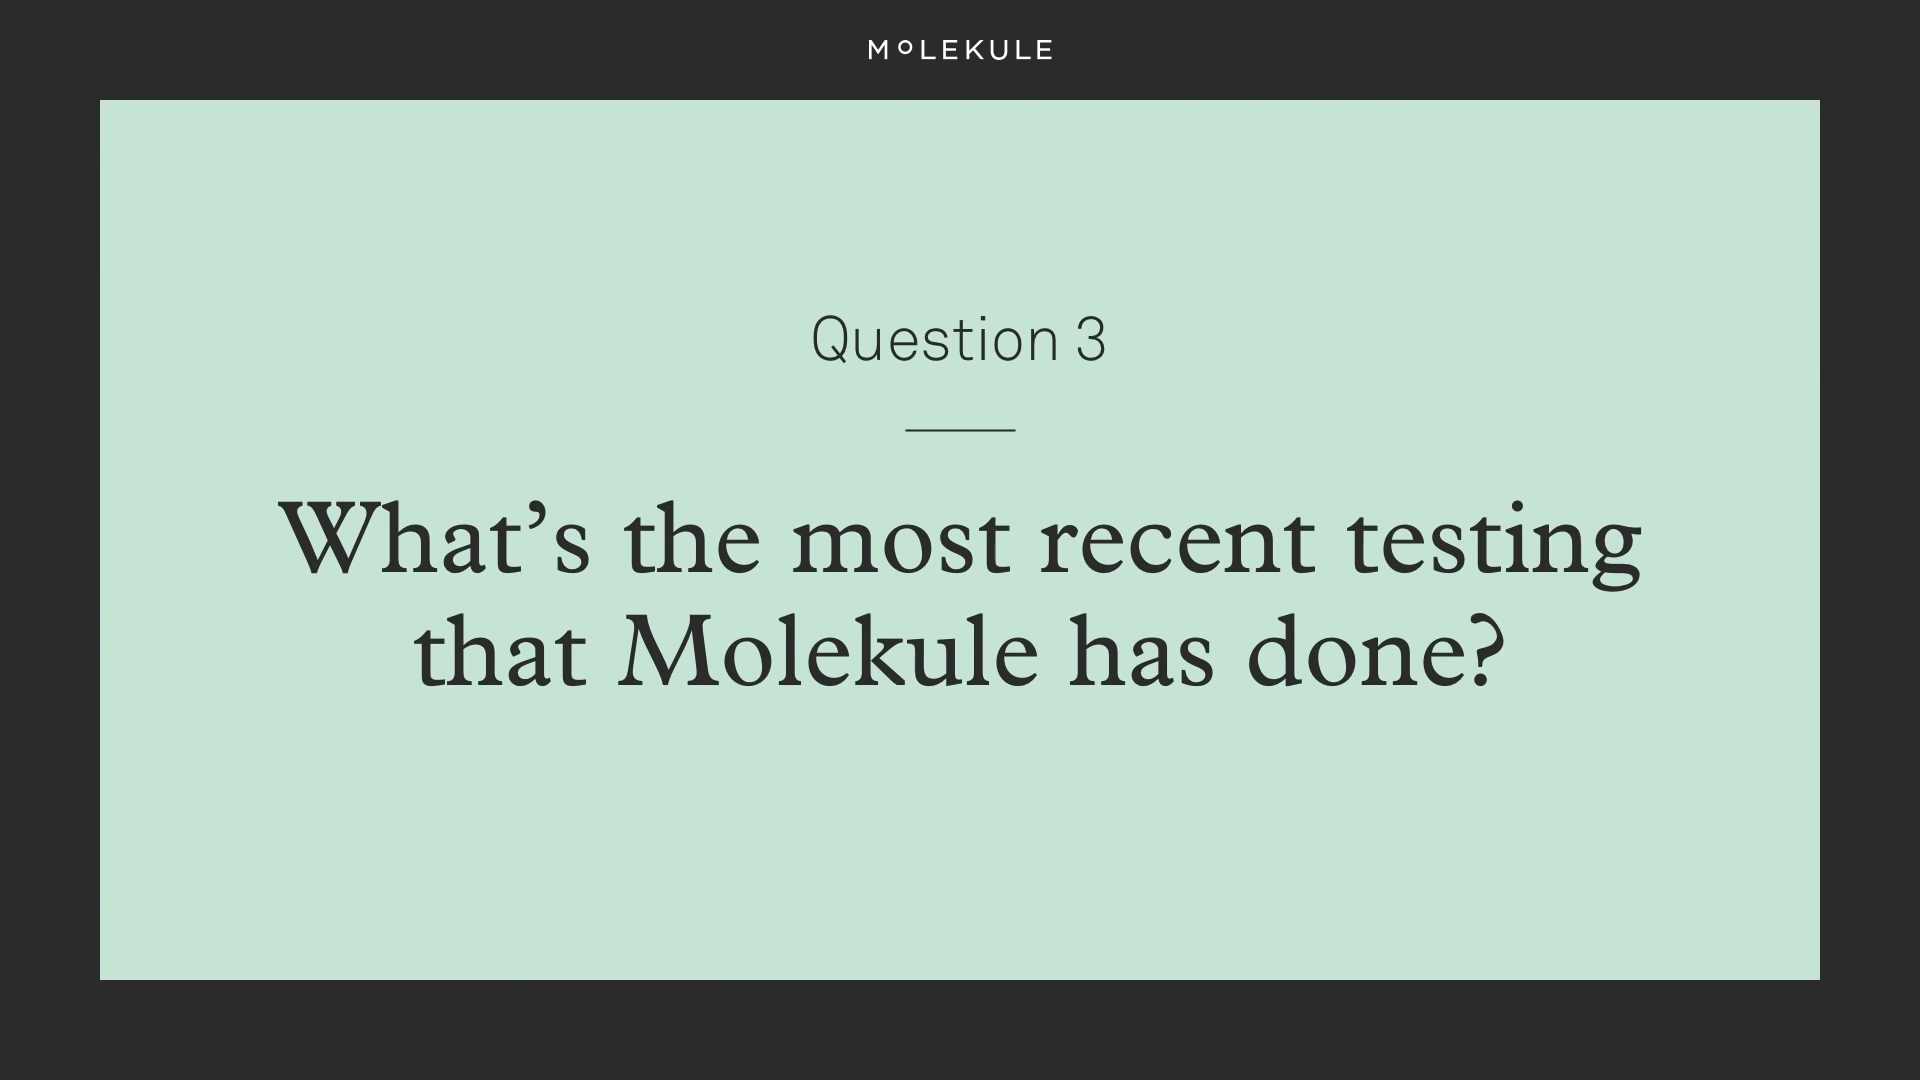 MOLEKULE
Question 3
What’s the most recent testing
that Molekule has done?